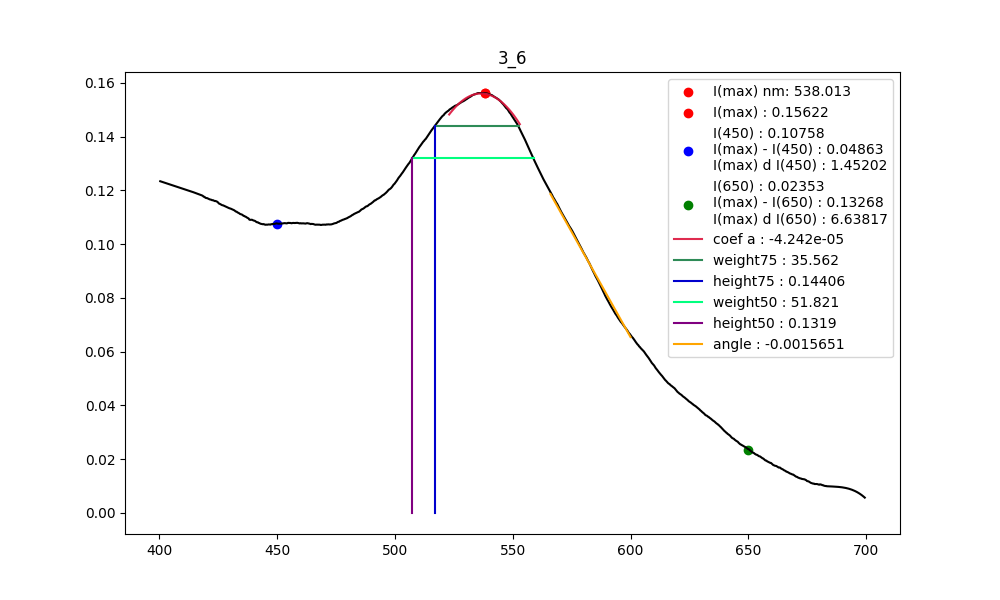 3_6
0.16
0.14
0.12
0.10
0.08
0.06
0.04
0.02
0.00
400
450
500
550
600
650
700
I(max) nm: 538.013
I(max) : 0.15622
I(450) : 0.10758
I(max) - I(450) : 0.04863
I(max) d I(450) : 1.45202
I(650) : 0.02353
I(max) - I(650) : 0.13268
I(max) d I(650) : 6.63817
coef a : -4.242e-05
weight75 : 35.562
height75 : 0.14406
weight50 : 51.821
height50 : 0.1319
angle : -0.0015651